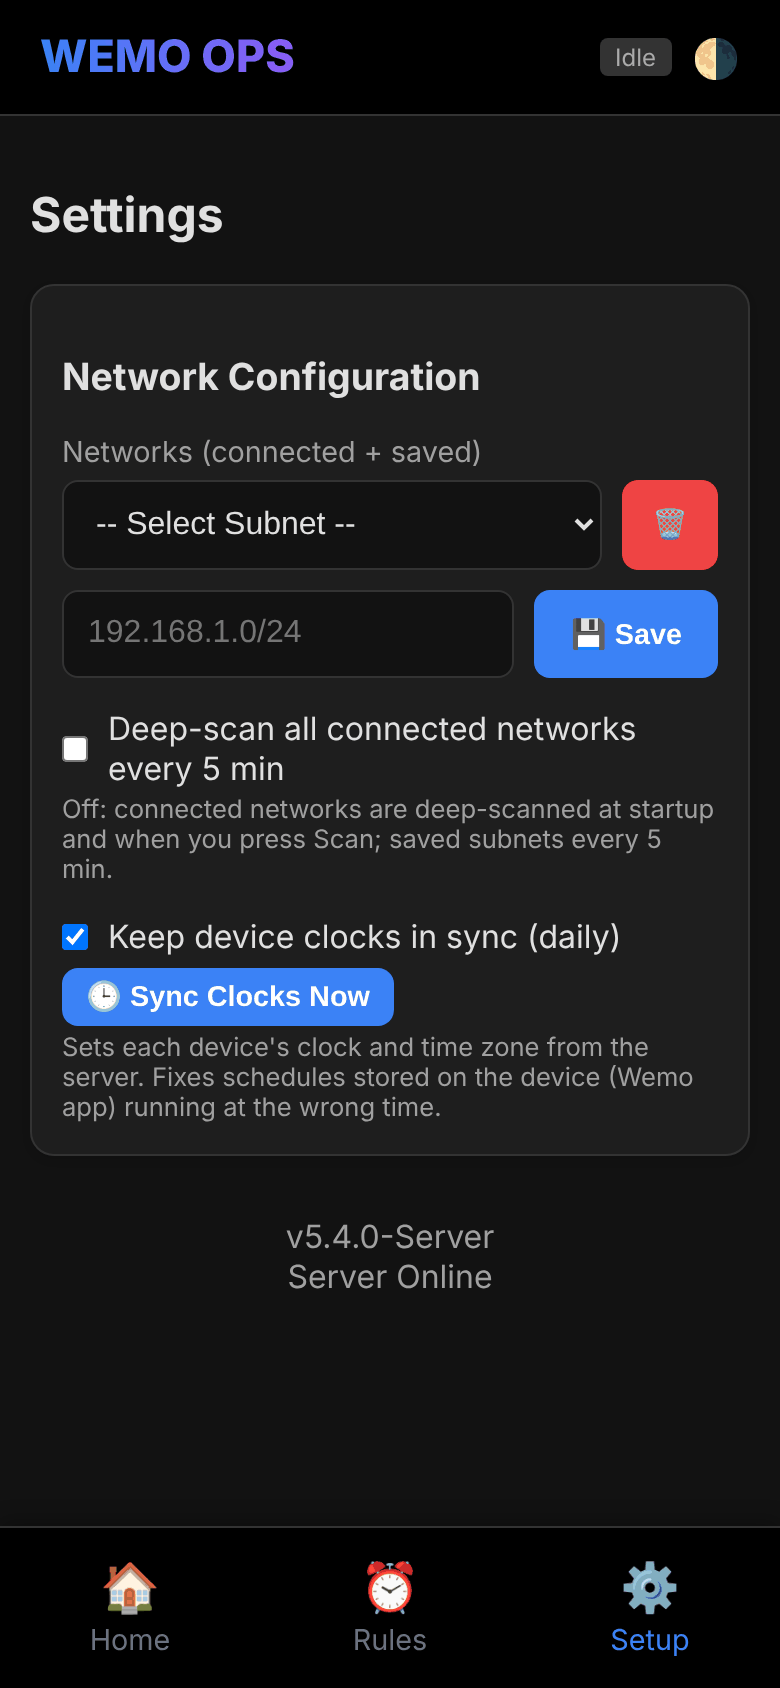 WEMO OPS
Idle
Settings
Network Configuration
Networks (connected + saved)
-- Select Subnet --
192.168.1.0/24
Save
Deep-scan all connected networks
every 5 min
Off: connected networks are deep-scanned at startup
and when you press Scan; saved subnets every 5
min.
Keep device clocks in sync (daily)
Sync Clocks Now
Sets each device's clock and time zone from the
server. Fixes schedules stored on the device (Wemo
app) running at the wrong time.
v5.4.0-Server
Server Online
Home
Rules
Setup